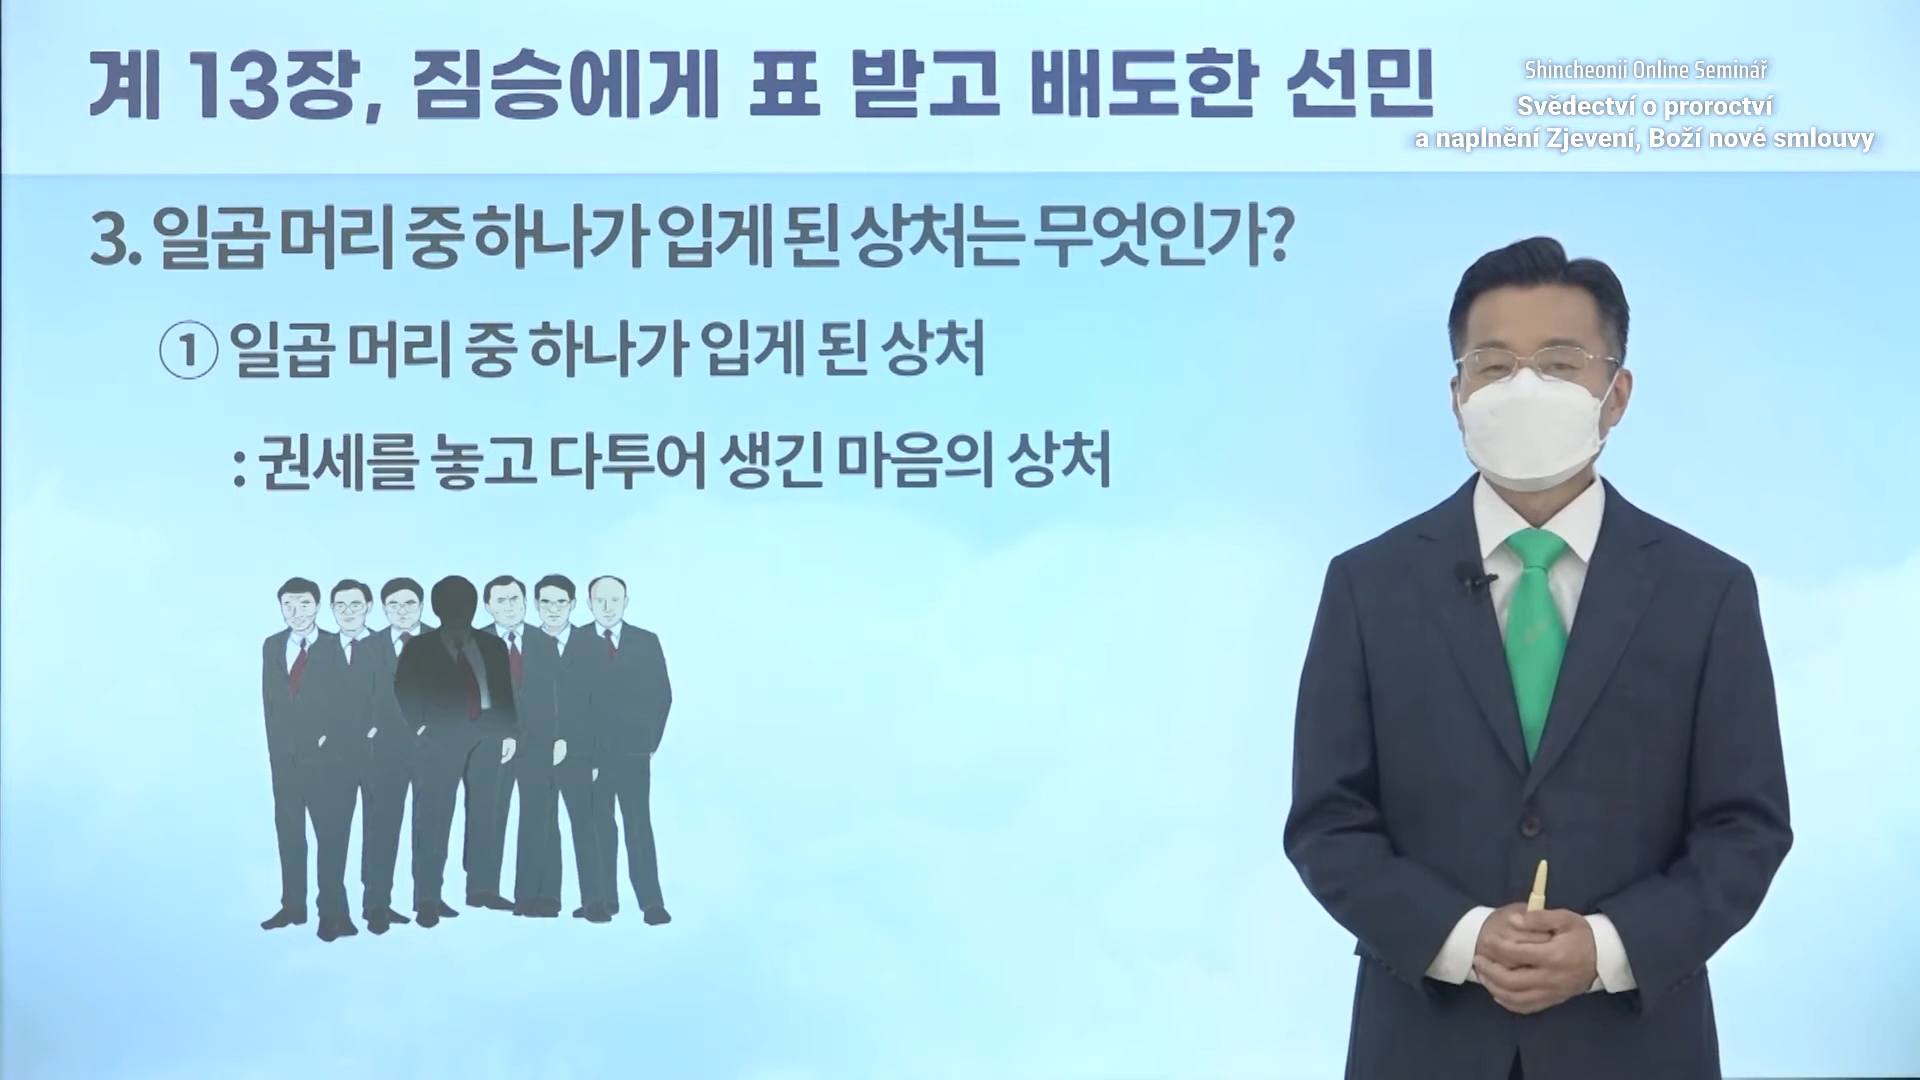 계 13장, 짐승에게 표 받고 배도한 선민
Shincheonji Online Seminář
Svědectví o proroctví
a naplnění Zjevení, Boží nové smlouvy
3. 일곱 머리 중 하나가 입게 된 상처는 무엇인가?
① 일곱 머리 중 하나가 입게 된 상처
: 권세를 놓고 다투어 생긴 마음의 상처